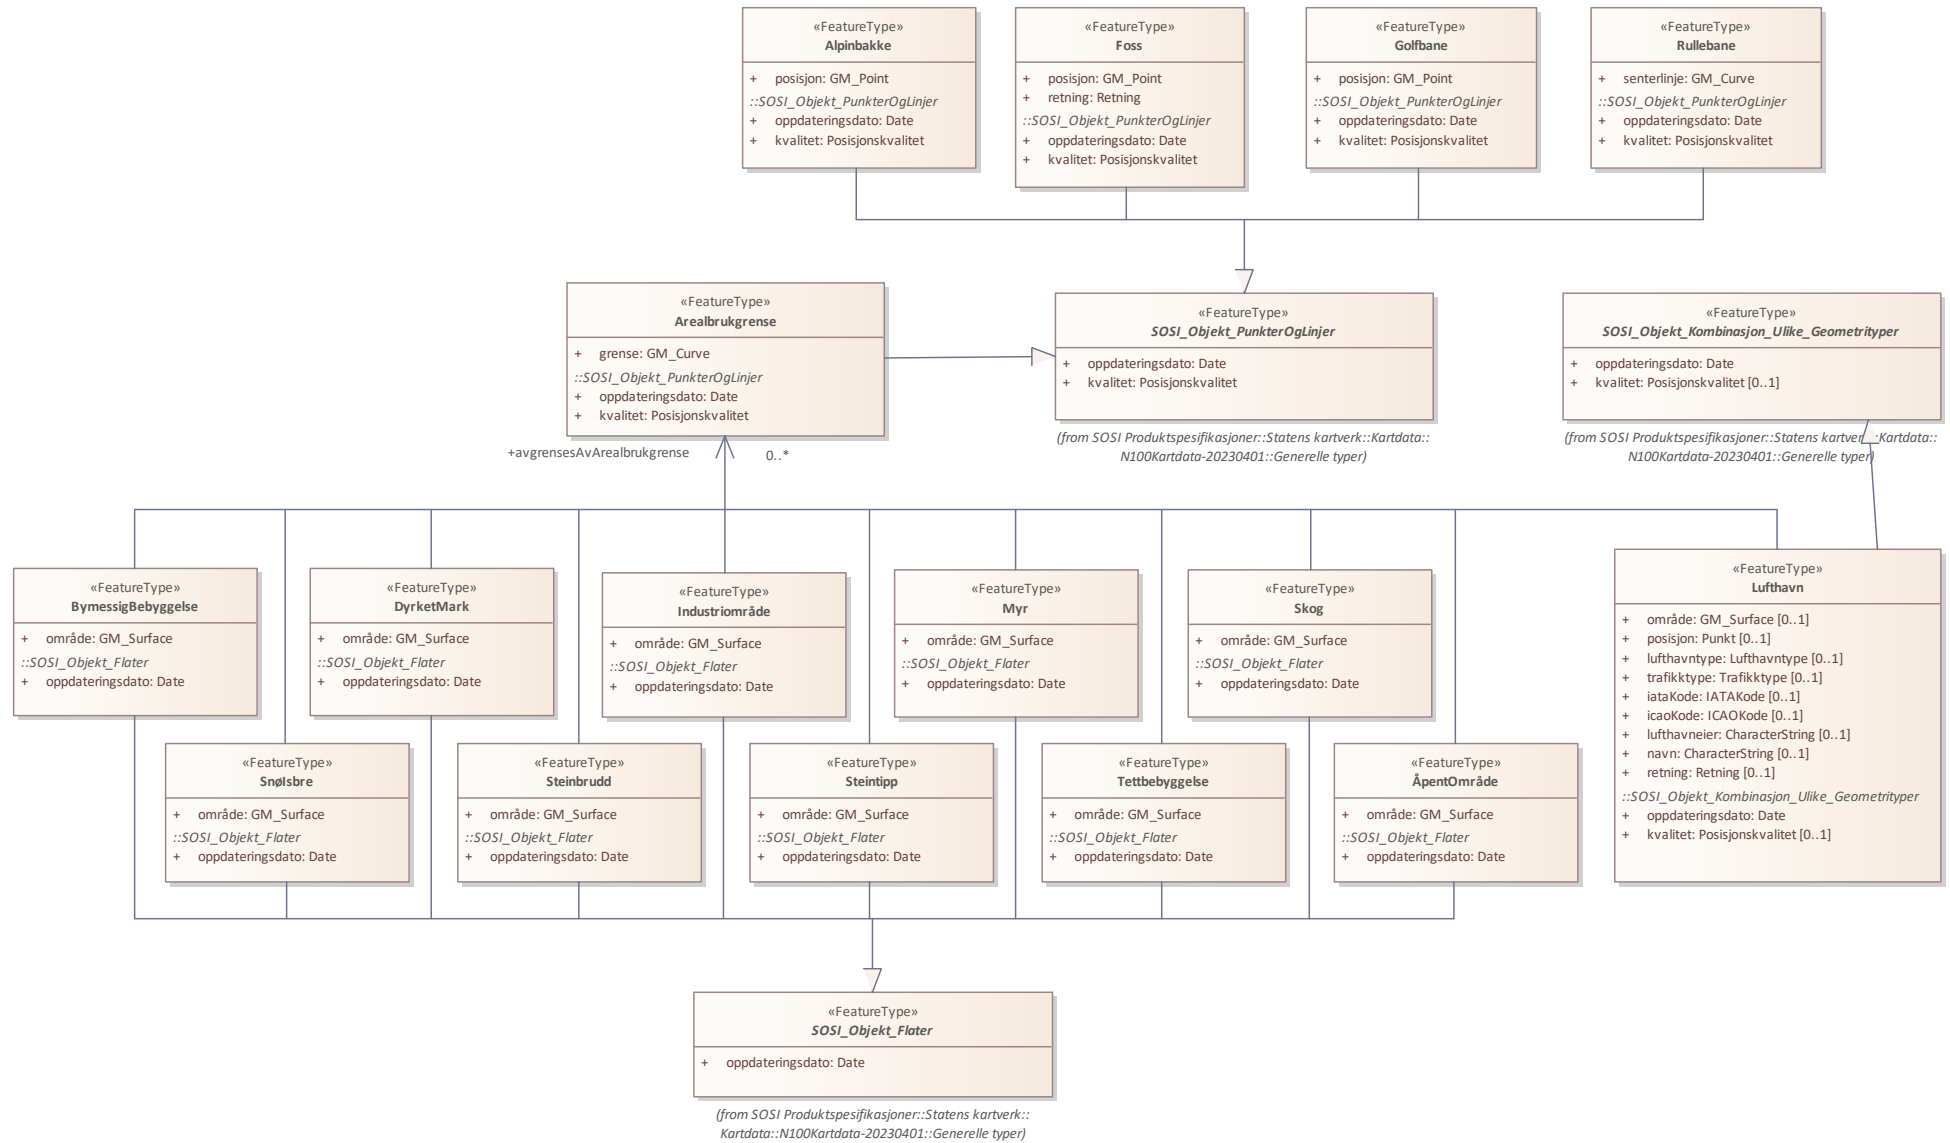 «FeatureType»
Alpinbakke
+ posisjon: GM_Point
::SOSI_Objekt_PunkterOgLinjer
+ oppdateringsdato: Date
+ kvalitet: Posisjonskvalitet
«FeatureType»
Foss
+ posisjon: GM_Point
+ retning: Retning
::SOSI_Objekt_PunkterOgLinjer
+ oppdateringsdato: Date
+ kvalitet: Posisjonskvalitet
«FeatureType»
Golfbane
+ posisjon: GM_Point
::SOSI_Objekt_PunkterOgLinjer
+ oppdateringsdato: Date
+ kvalitet: Posisjonskvalitet
«FeatureType»
Rullebane
+ senterlinje: GM_Curve
::SOSI_Objekt_PunkterOgLinjer
+ oppdateringsdato: Date
+ kvalitet: Posisjonskvalitet
«FeatureType»
Arealbrukgrense
+ grense: GM_Curve
::SOSI_Objekt_PunkterOgLinjer
+ oppdateringsdato: Date
+ kvalitet: Posisjonskvalitet
«FeatureType»
SOSI_Objekt_PunkterOgLinjer
+ oppdateringsdato: Date
+ kvalitet: Posisjonskvalitet
(from SOSI Produktspesifikasjoner::Statens kartverk::Kartdata::
N100Kartdata-20230401::Generelle typer)
«FeatureType»
SOSI_Objekt_Kombinasjon_Ulike_Geometrityper
+ oppdateringsdato: Date
+ kvalitet: Posisjonskvalitet [0..1]
(from SOSI Produktspesifikasjoner::Statens kartverk::Kartdata::
N100Kartdata-20230401::Generelle typer)
+avgrensesAvArealbrukgrense
0..*
«FeatureType»
BymessigBebyggelse
+ område: GM_Surface
::SOSI_Objekt_Flater
+ oppdateringsdato: Date
«FeatureType»
DyrketMark
+ område: GM_Surface
::SOSI_Objekt_Flater
+ oppdateringsdato: Date
«FeatureType»
Industriområde
+ område: GM_Surface
::SOSI_Objekt_Flater
+ oppdateringsdato: Date
«FeatureType»
Myr
+ område: GM_Surface
::SOSI_Objekt_Flater
+ oppdateringsdato: Date
«FeatureType»
Skog
+ område: GM_Surface
::SOSI_Objekt_Flater
+ oppdateringsdato: Date
«FeatureType»
Lufthavn
+ område: GM_Surface [0..1]
+ posisjon: Punkt [0..1]
+ lufthavntype: Lufthavntype [0..1]
+ trafikktype: Trafikktype [0..1]
+ iataKode: IATAKode [0..1]
+ icaoKode: ICAOKode [0..1]
+ lufthavneier: CharacterString [0..1]
+ navn: CharacterString [0..1]
+ retning: Retning [0..1]
::SOSI_Objekt_Kombinasjon_Ulike_Geometrityper
+ oppdateringsdato: Date
+ kvalitet: Posisjonskvalitet [0..1]
«FeatureType»
SnøIsbre
+ område: GM_Surface
::SOSI_Objekt_Flater
+ oppdateringsdato: Date
«FeatureType»
Steinbrudd
+ område: GM_Surface
::SOSI_Objekt_Flater
+ oppdateringsdato: Date
«FeatureType»
Steintipp
+ område: GM_Surface
::SOSI_Objekt_Flater
+ oppdateringsdato: Date
«FeatureType»
Tettbebyggelse
+ område: GM_Surface
::SOSI_Objekt_Flater
+ oppdateringsdato: Date
«FeatureType»
ÅpentOmråde
+ område: GM_Surface
::SOSI_Objekt_Flater
+ oppdateringsdato: Date
«FeatureType»
SOSI_Objekt_Flater
+ oppdateringsdato: Date
(from SOSI Produktspesifikasjoner::Statens kartverk::
Kartdata::N100Kartdata-20230401::Generelle typer)